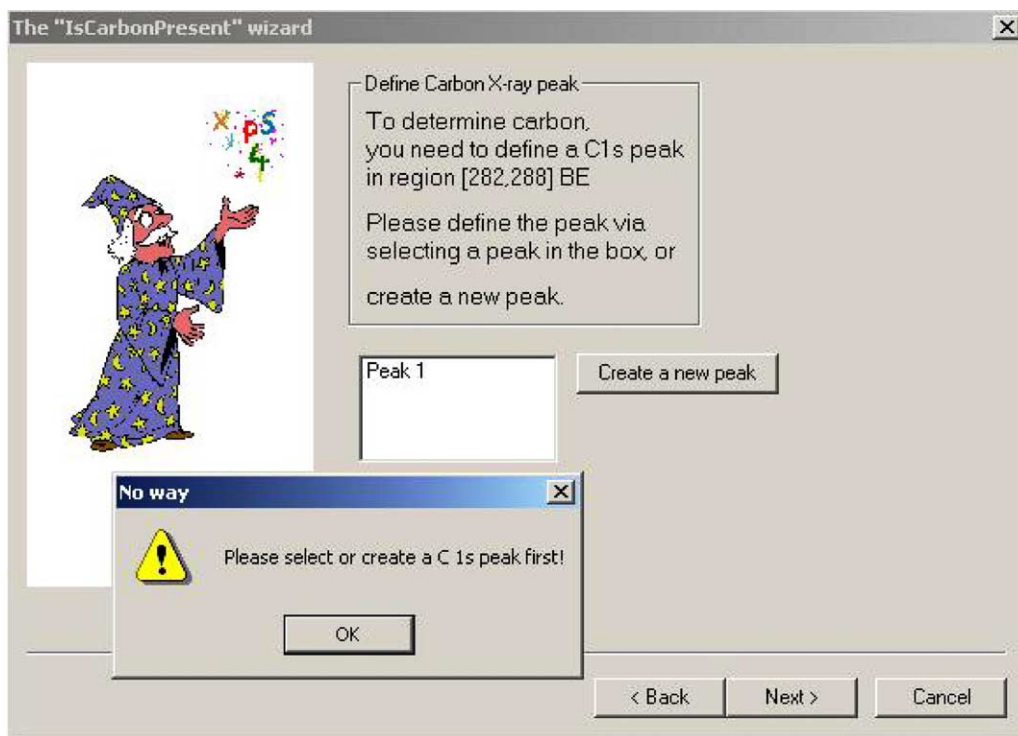 The "IsCarbonPresent" wizard
X
p
S
4
Define Carbon X-ray peak
To determine carbon,
you need to define a C1s peak
in region [282,288] BE
Please define the peak via
selecting a peak in the box, or
create a new peak.
Peak 1
Create a new peak
No way
Please select or create a C 1s peak first!
OK
< Back
Next >
Cancel